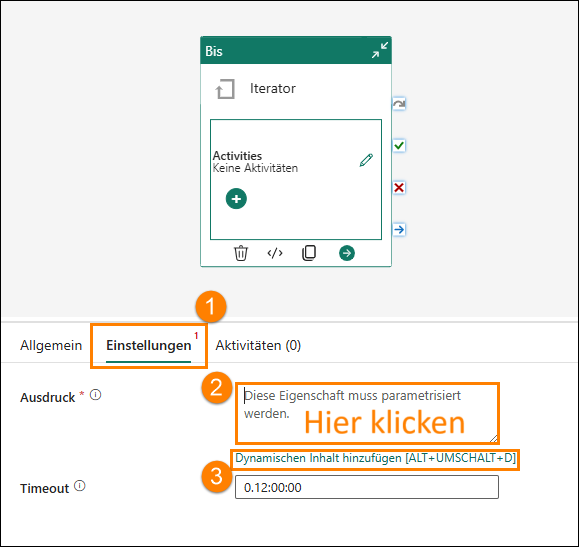 Bis
Iterator
Activities
Keine Aktivitäten
</>
1
Allgemein
Einstellungen 1
Aktivitäten (0)
2
Ausdruck *
Diese Eigenschaft muss parametrisiert
werden.
Hier klicken
3
Dynamischen Inhalt hinzufügen [ALT+UMSCHALT+D]
Timeout
0.12:00:00